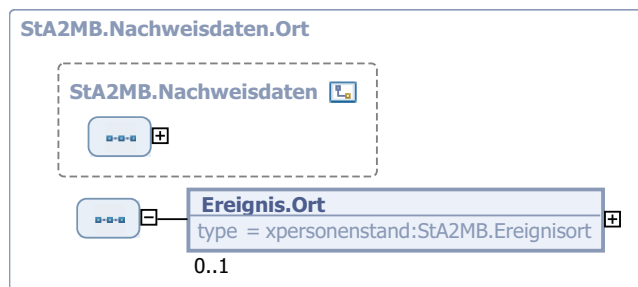 StA2MB.Nachweisdaten.Ort
StA2MB.Nachweisdaten
Ereignis.Ort
type = xpersonenstand:StA2MB.Ereignisort
0..1